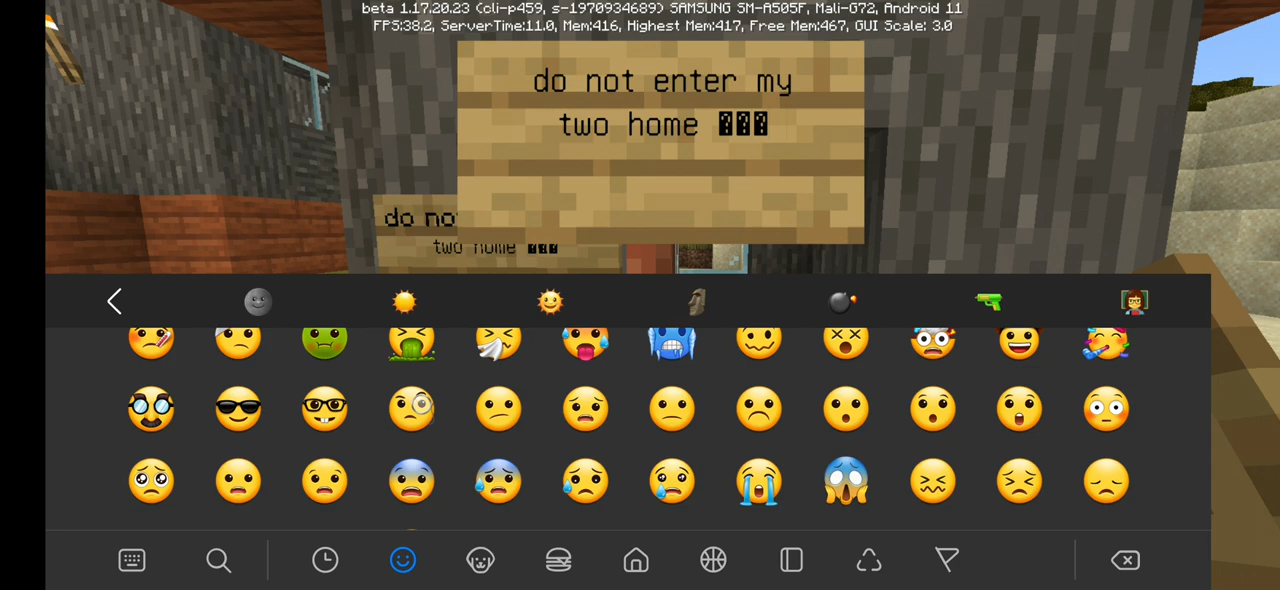 beta 1.17.20.23 (cli-p459, s-1970934689) SAMSUNG SM-A505F, Mali-G72, Android 11
FPS:38.2, ServerTime:11.0, Mem:416, Highest Mem:417, Free Mem:467, GUI Scale: 3.0
do not enter my
two home
do no
two home